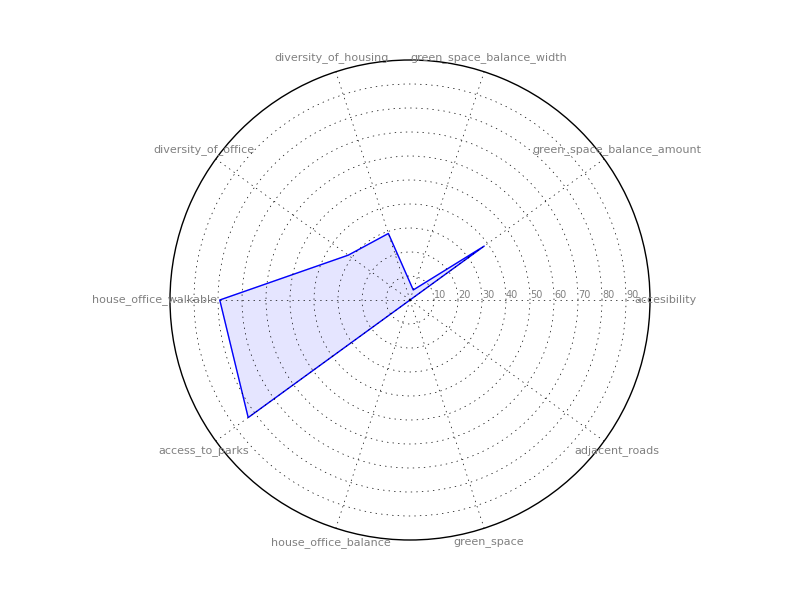 diversity_of_housing
green_space_balance_width
diversity_of_office
green_space_balance_amount
house_office_walkable
10 20 30 40 50 60 70 80 90
accesibility
access_to_parks
adjacent_roads
house_office_balance
green_space